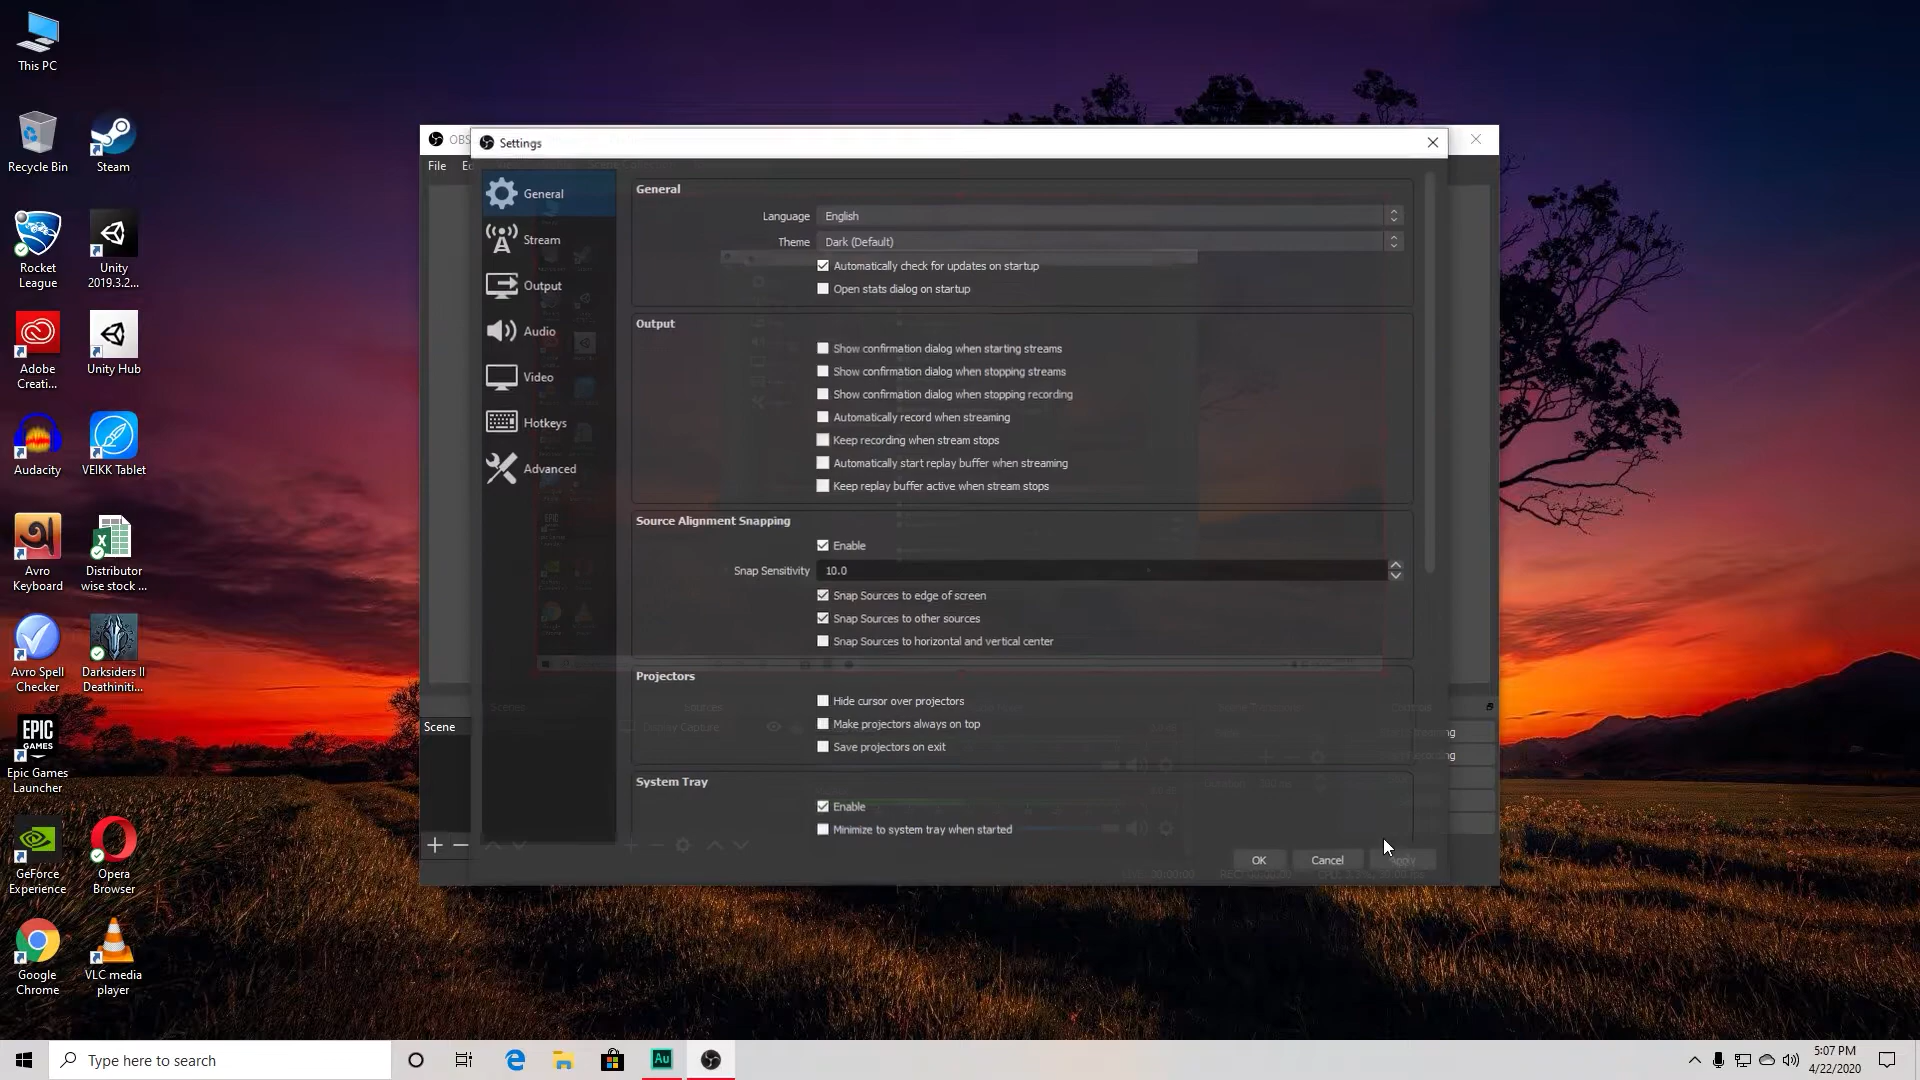 This PC
Recycle Bin
Steam
Rocket
League
Unity
2019.3.2...
Adobe
Creati...
Unity Hub
Audacity
VEIKK Tablet
Avro
Keyboard
Distributor
wise stock ...
Avro Spell
Checker
Darksiders II
Deathiniti...
EPIC
GAMES
Epic Games
Launcher
GeForce
Experience
Opera
Browser
Google
Chrome
VLC media
player
OBS
File
Settings
General
Stream
Output
Audio
Video
Hotkeys
Advanced
General
Language English
Theme Dark (Default)
Automatically check for updates on startup
Open stats dialog on startup
Output
Show confirmation dialog when starting streams
Show confirmation dialog when stopping streams
Show confirmation dialog when stopping recording
Automatically record when streaming
Keep recording when stream stops
Automatically start replay buffer when streaming
Keep replay buffer active when stream stops
Source Alignment Snapping
Enable
Snap Sensitivity 10.0
Snap Sources to edge of screen
Snap Sources to other sources
Snap Sources to horizontal and vertical center
Projectors
Hide cursor over projectors
Make projectors always on top
Save projectors on exit
System Tray
Enable
Minimize to system tray when started
Scenes
Sources
Scene
Display Capture
OK
Cancel
Apply
Type here to search
Au
5:07 PM
4/22/2020